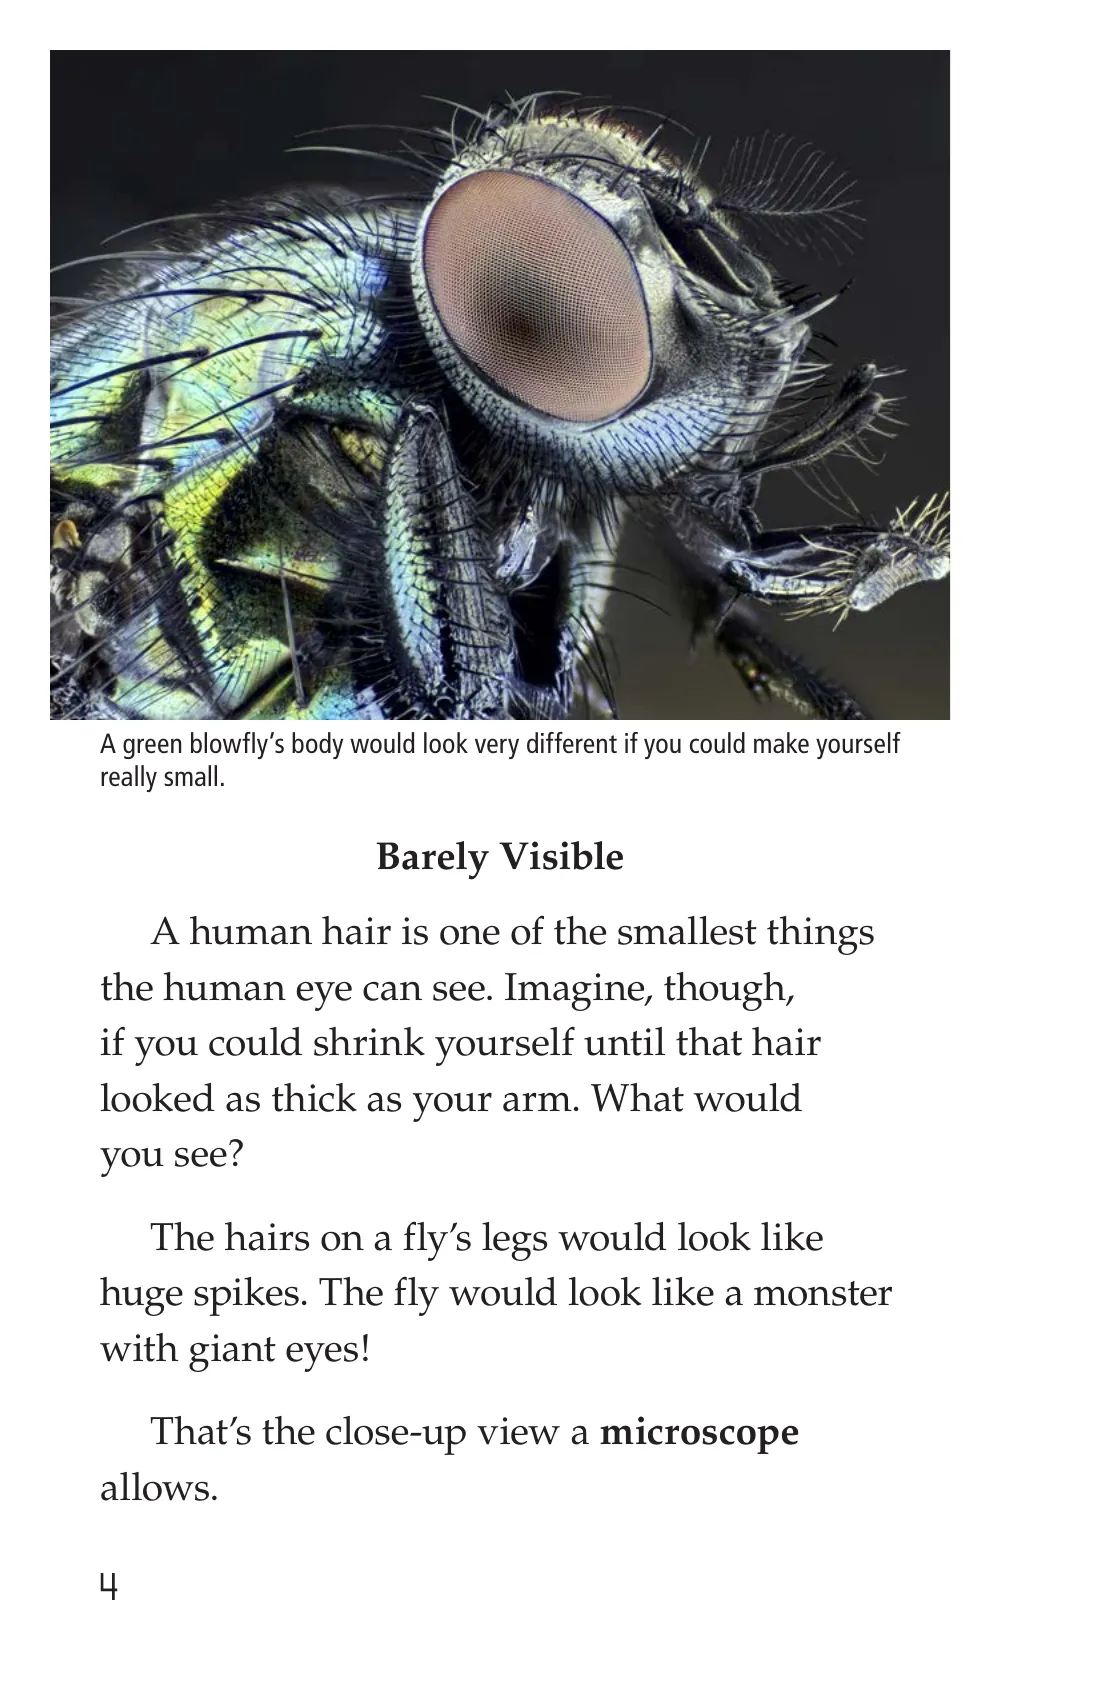 A green blowfly’s body would look very different if you could make yourself
really small.
Barely Visible
A human hair is one of the smallest things
the human eye can see. Imagine, though,
if you could shrink yourself until that hair
looked as thick as your arm. What would
you see?
The hairs on a fly’s legs would look like
huge spikes. The fly would look like a monster
with giant eyes!
That’s the close-up view a microscope
allows.
4